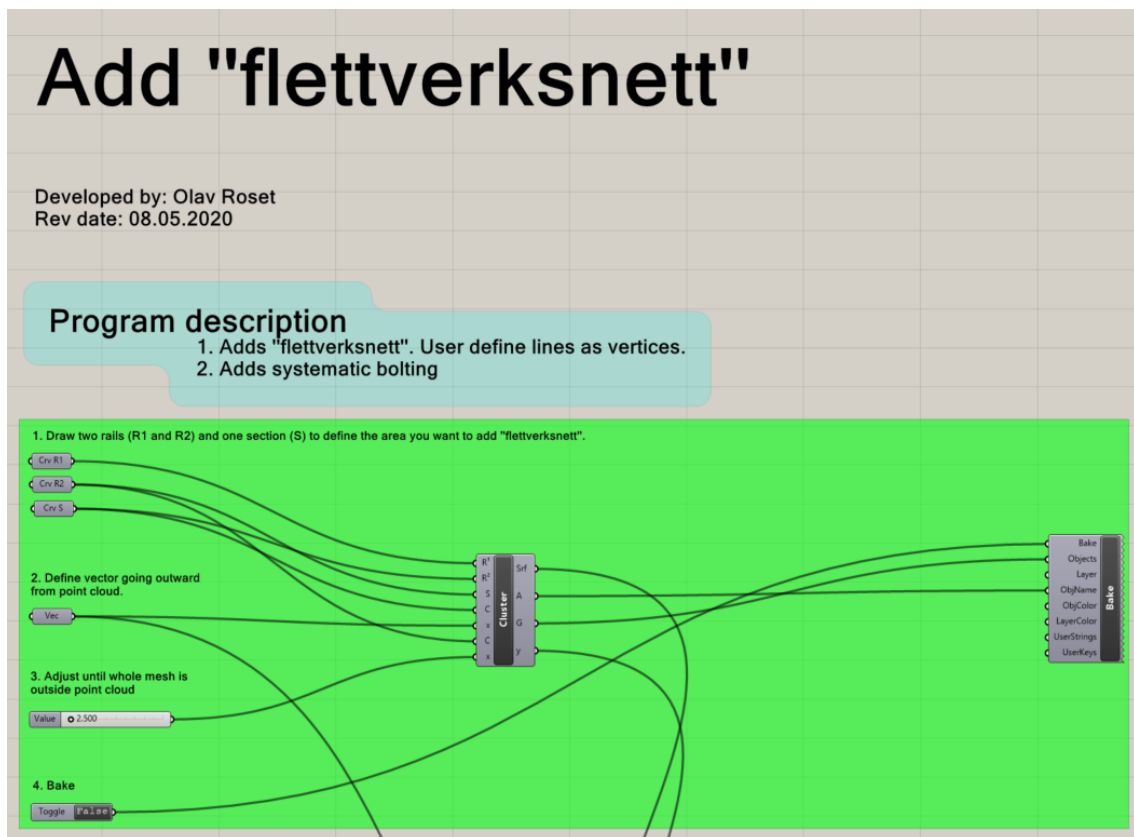 Add "flettverksnett"
Developed by: Olav Roset
Rev date: 08.05.2020
Program description
1. Adds "flettverksnett". User define lines as vertices.
2. Adds systematic bolting
1. Draw two rails (R1 and R2) and one section (S) to define the area you want to add "flettverksnett".
Crv R1
Crv R2
Crv S
2. Define vector going outward
from point cloud.
Vec
3. Adjust until whole mesh is
outside point cloud
Value 2.500
4. Bake
Toggle False
R¹
R²
S
C
x
C
x
Cluster
Srf
A
G
y
Bake
Objects
Layer
ObjName
ObjColor
LayerColor
UserStrings
UserKeys
Bake